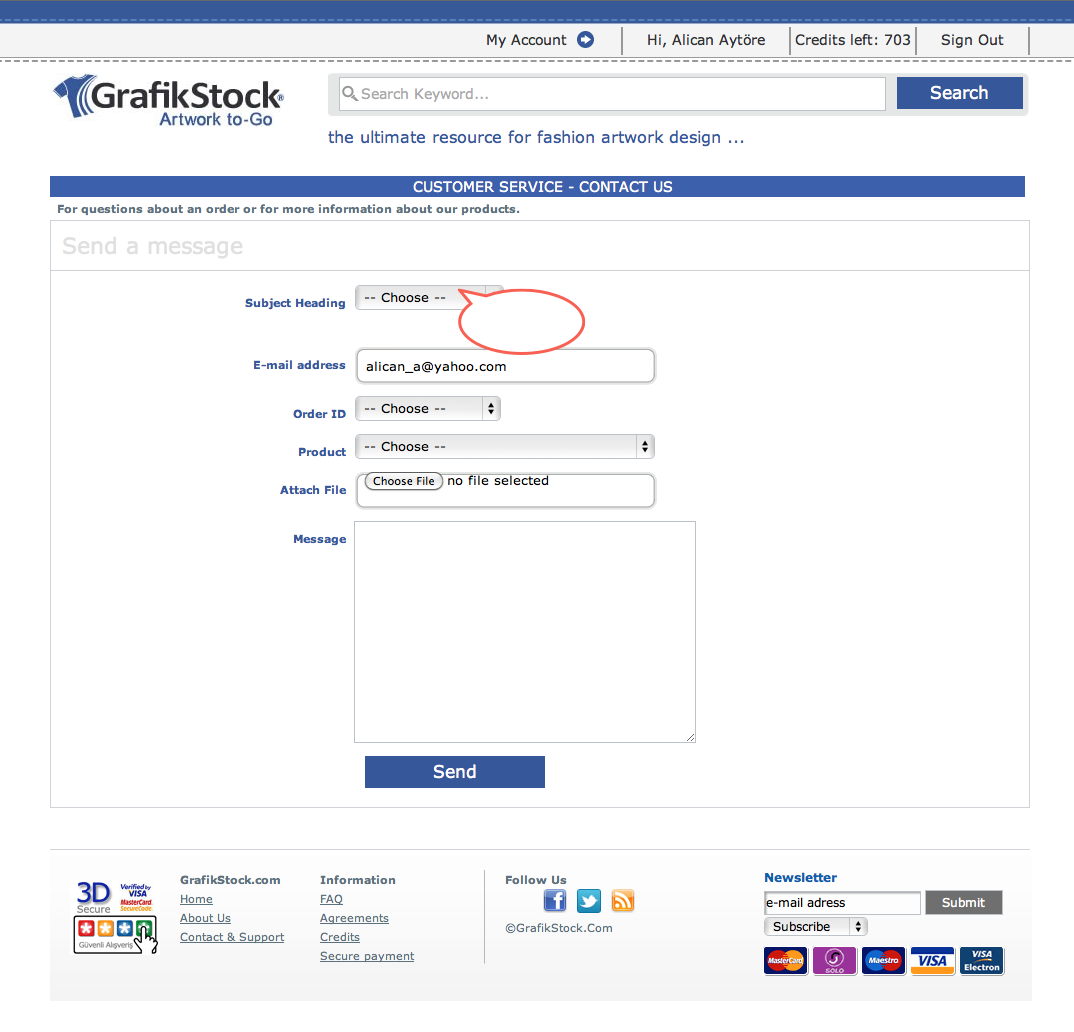 My Account Hi, Alican Aytöre Credits left: 703 Sign Out
GrafikStock®
Artwork to-Go
Search Keyword... Search
the ultimate resource for fashion artwork design ...
CUSTOMER SERVICE - CONTACT US
For questions about an order or for more information about our products.
Send a message
Subject Heading -- Choose --
E-mail address alican_a@yahoo.com
Order ID -- Choose --
Product -- Choose --
Attach File Choose File no file selected
Message
Send
3D Secure
Verified by VISA
MasterCard SecureCode
Güvenli Alışveriş
GrafikStock.com
Home
About Us
Contact & Support
Information
FAQ
Agreements
Credits
Secure payment
Follow Us
©GrafikStock.Com
Newsletter
e-mail adress Submit
Subscribe
MasterCard SOLO Maestro VISA VISA Electron